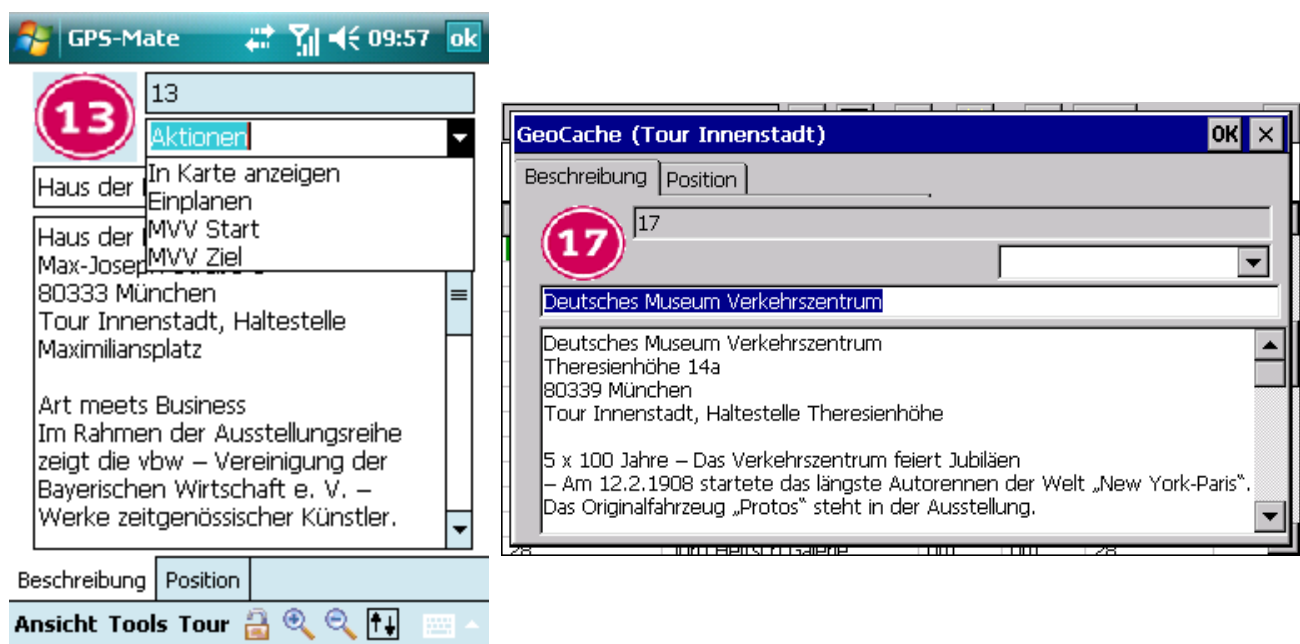 GPS-Mate 09:57 ok
13
13
Aktionen
In Karte anzeigen
Einplanen
MVV Start
MVV Ziel
Haus der
Haus der
80333 München
Tour Innenstadt, Haltestelle
Maximiliansplatz
Art meets Business
Im Rahmen der Ausstellungsreihe
zeigt die vbw – Vereinigung der
Bayerischen Wirtschaft e. V. –
Werke zeitgenössischer Künstler.
Beschreibung Position
Ansicht Tools Tour
GeoCache (Tour Innenstadt) OK
Beschreibung Position
17
17
Deutsches Museum Verkehrszentrum
Deutsches Museum Verkehrszentrum
Theresienhöhe 14a
80339 München
Tour Innenstadt, Haltestelle Theresienhöhe
5 x 100 Jahre – Das Verkehrszentrum feiert Jubiläen
– Am 12.2.1908 startete das längste Autorennen der Welt „New York-Paris“.
Das Originalfahrzeug „Protos“ steht in der Ausstellung.